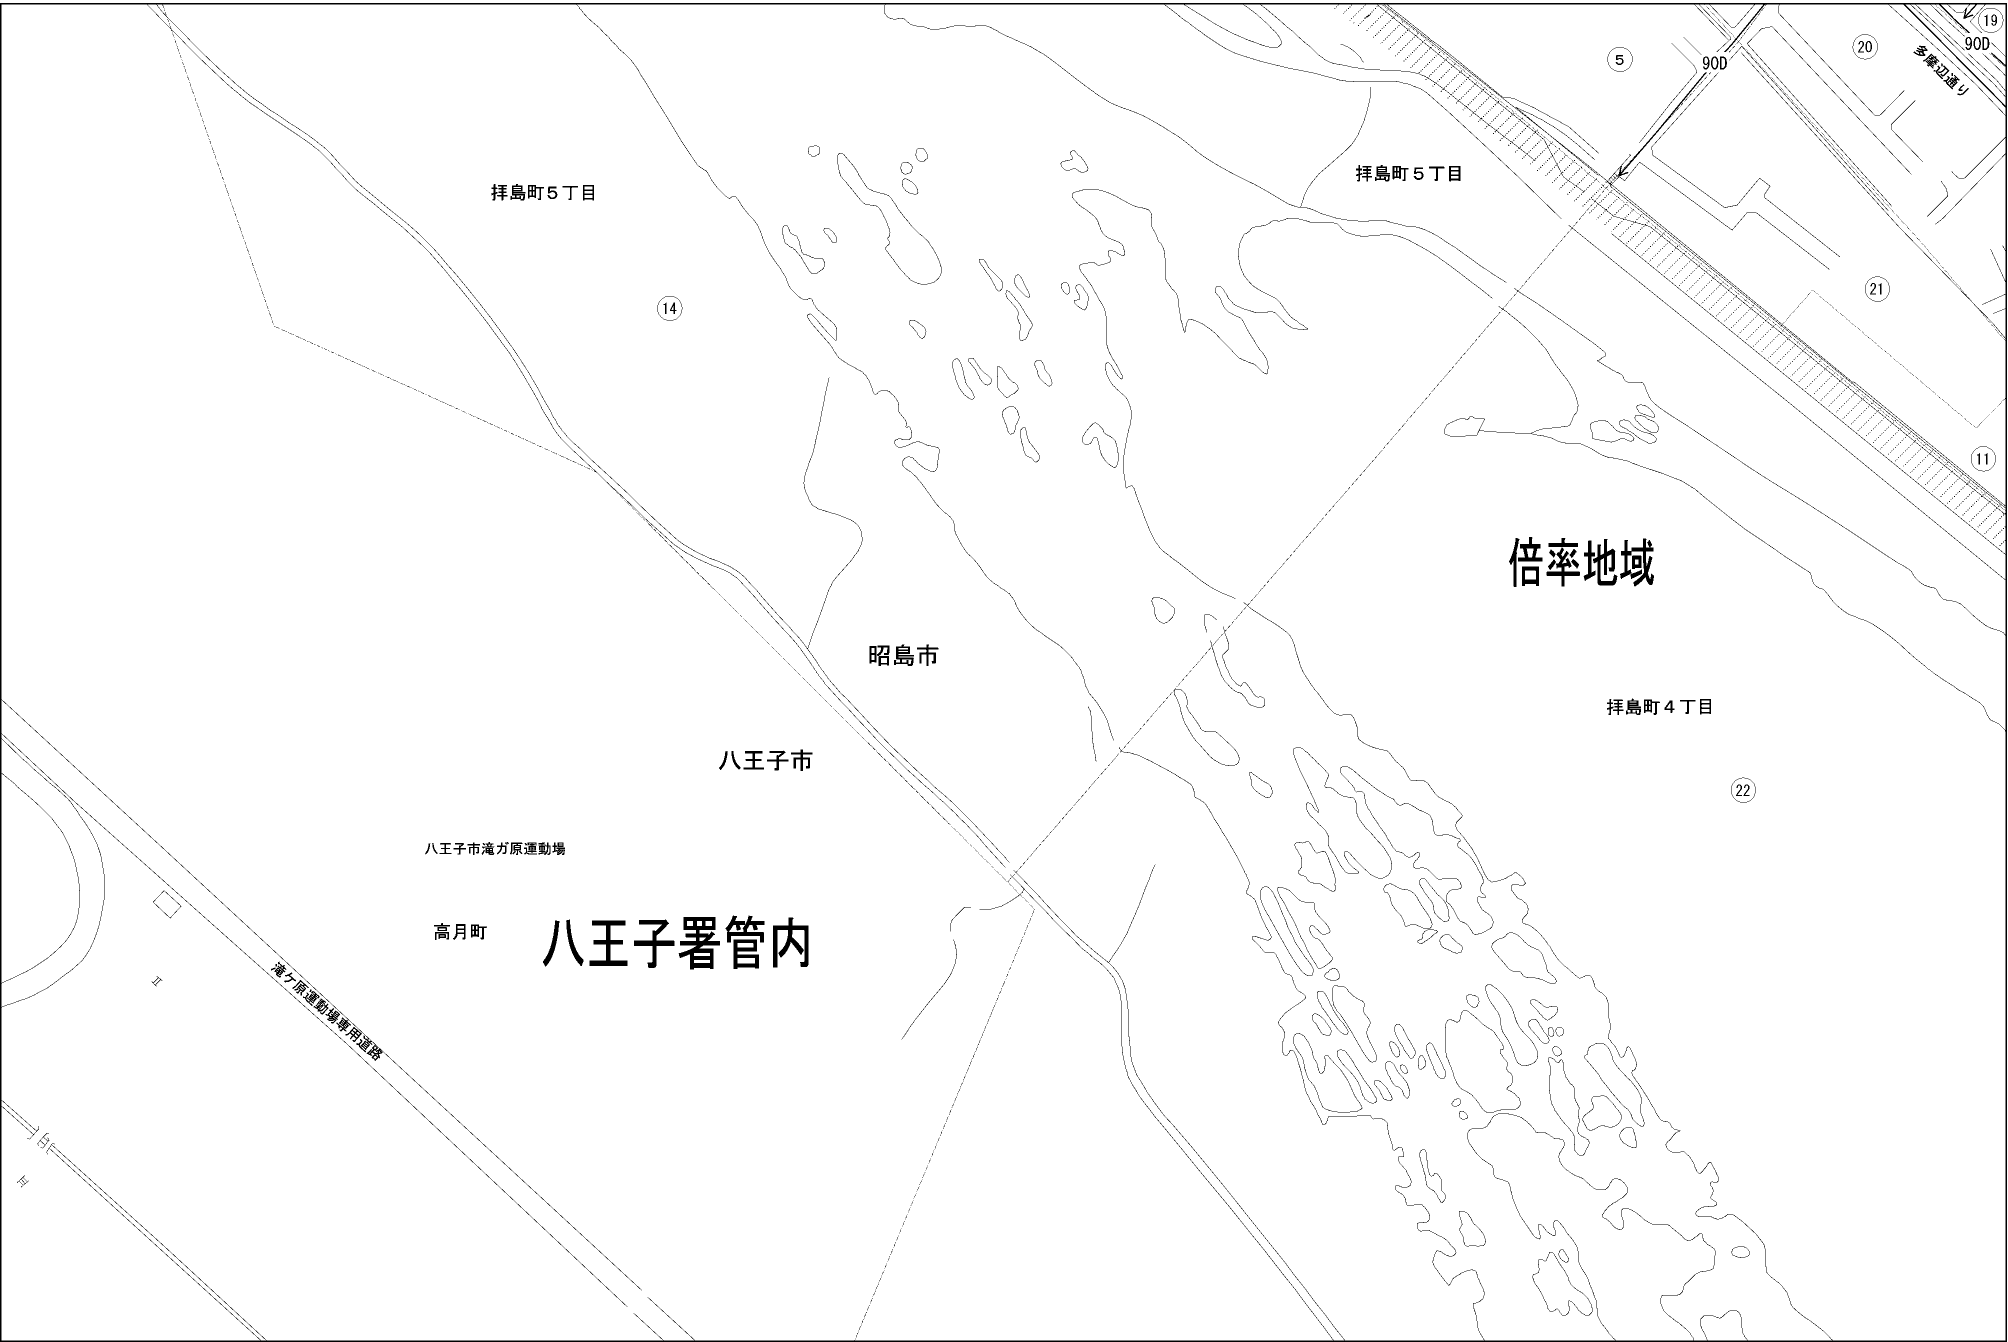 19
90D
20
多摩辺通り
5
90D
拝島町５丁目
拝島町５丁目
21
14
11
倍率地域
昭島市
拝島町４丁目
八王子市
22
八王子市滝ガ原運動場
高月町
八王子署管内
滝ケ原運動場専用道路